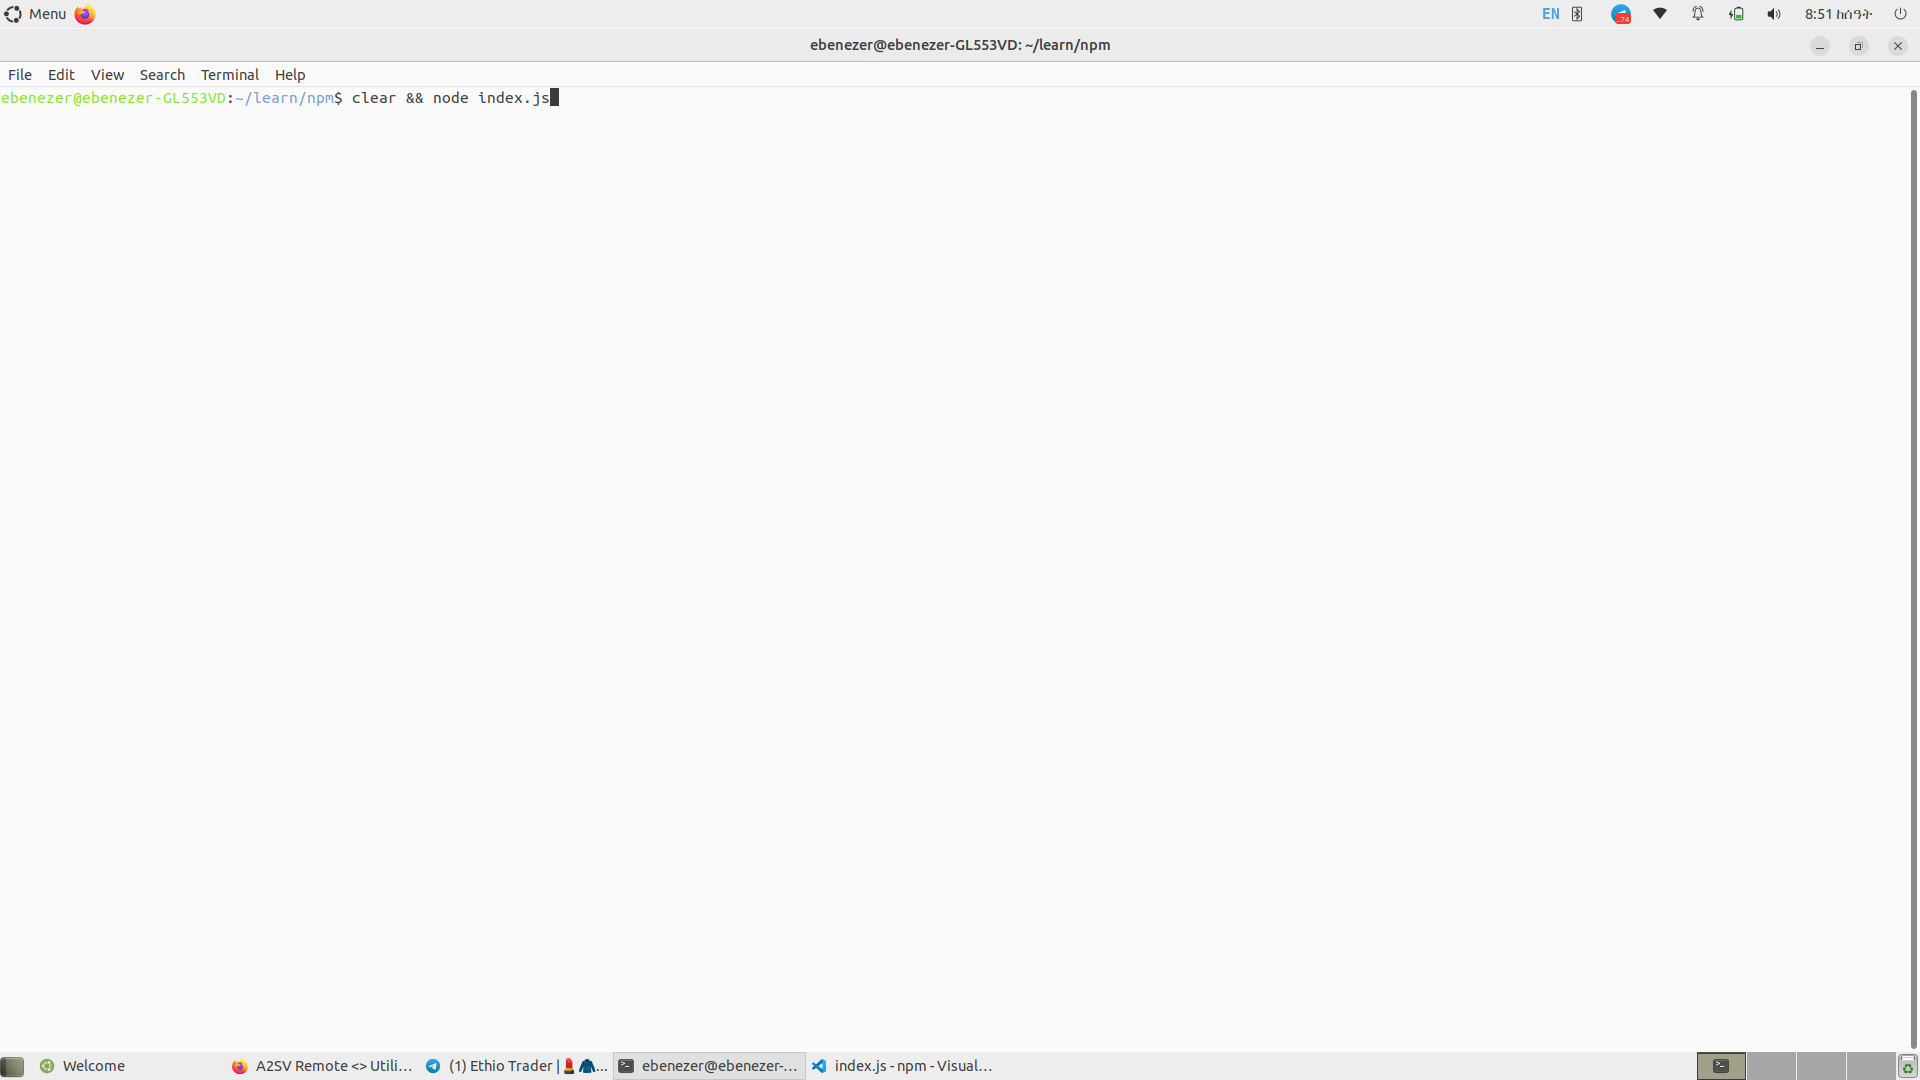 Menu EN 74 8:51 ከሰዓት
ebenezer@ebenezer-GL553VD: ~/learn/npm
File Edit View Search Terminal Help
ebenezer@ebenezer-GL553VD:~/learn/npm$ clear && node index.js
Welcome A2SV Remote <> Utili... (1) Ethio Trader | ... ebenezer@ebenezer-... index.js - npm - Visual...